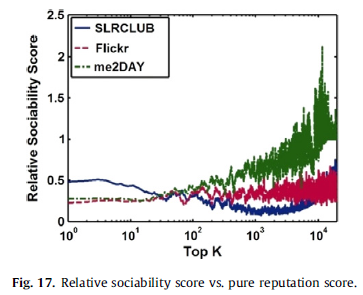 2.5
2
1.5
1
0.5
0
Relative Sociability Score
SLRCLUB
Flickr
me2DAY
10^0
10^1
10^2
10^3
10^4
Top K
Fig. 17. Relative sociability score vs. pure reputation score.